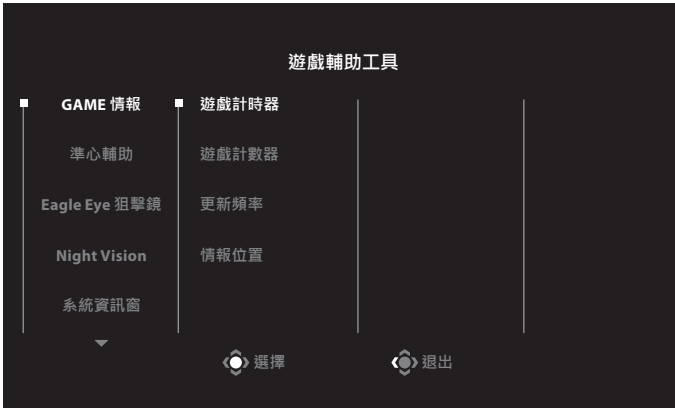 遊戲輔助工具
GAME 情報
遊戲計時器
準心輔助
遊戲計數器
Eagle Eye 狙擊鏡
更新頻率
Night Vision
情報位置
系統資訊窗
選擇
退出